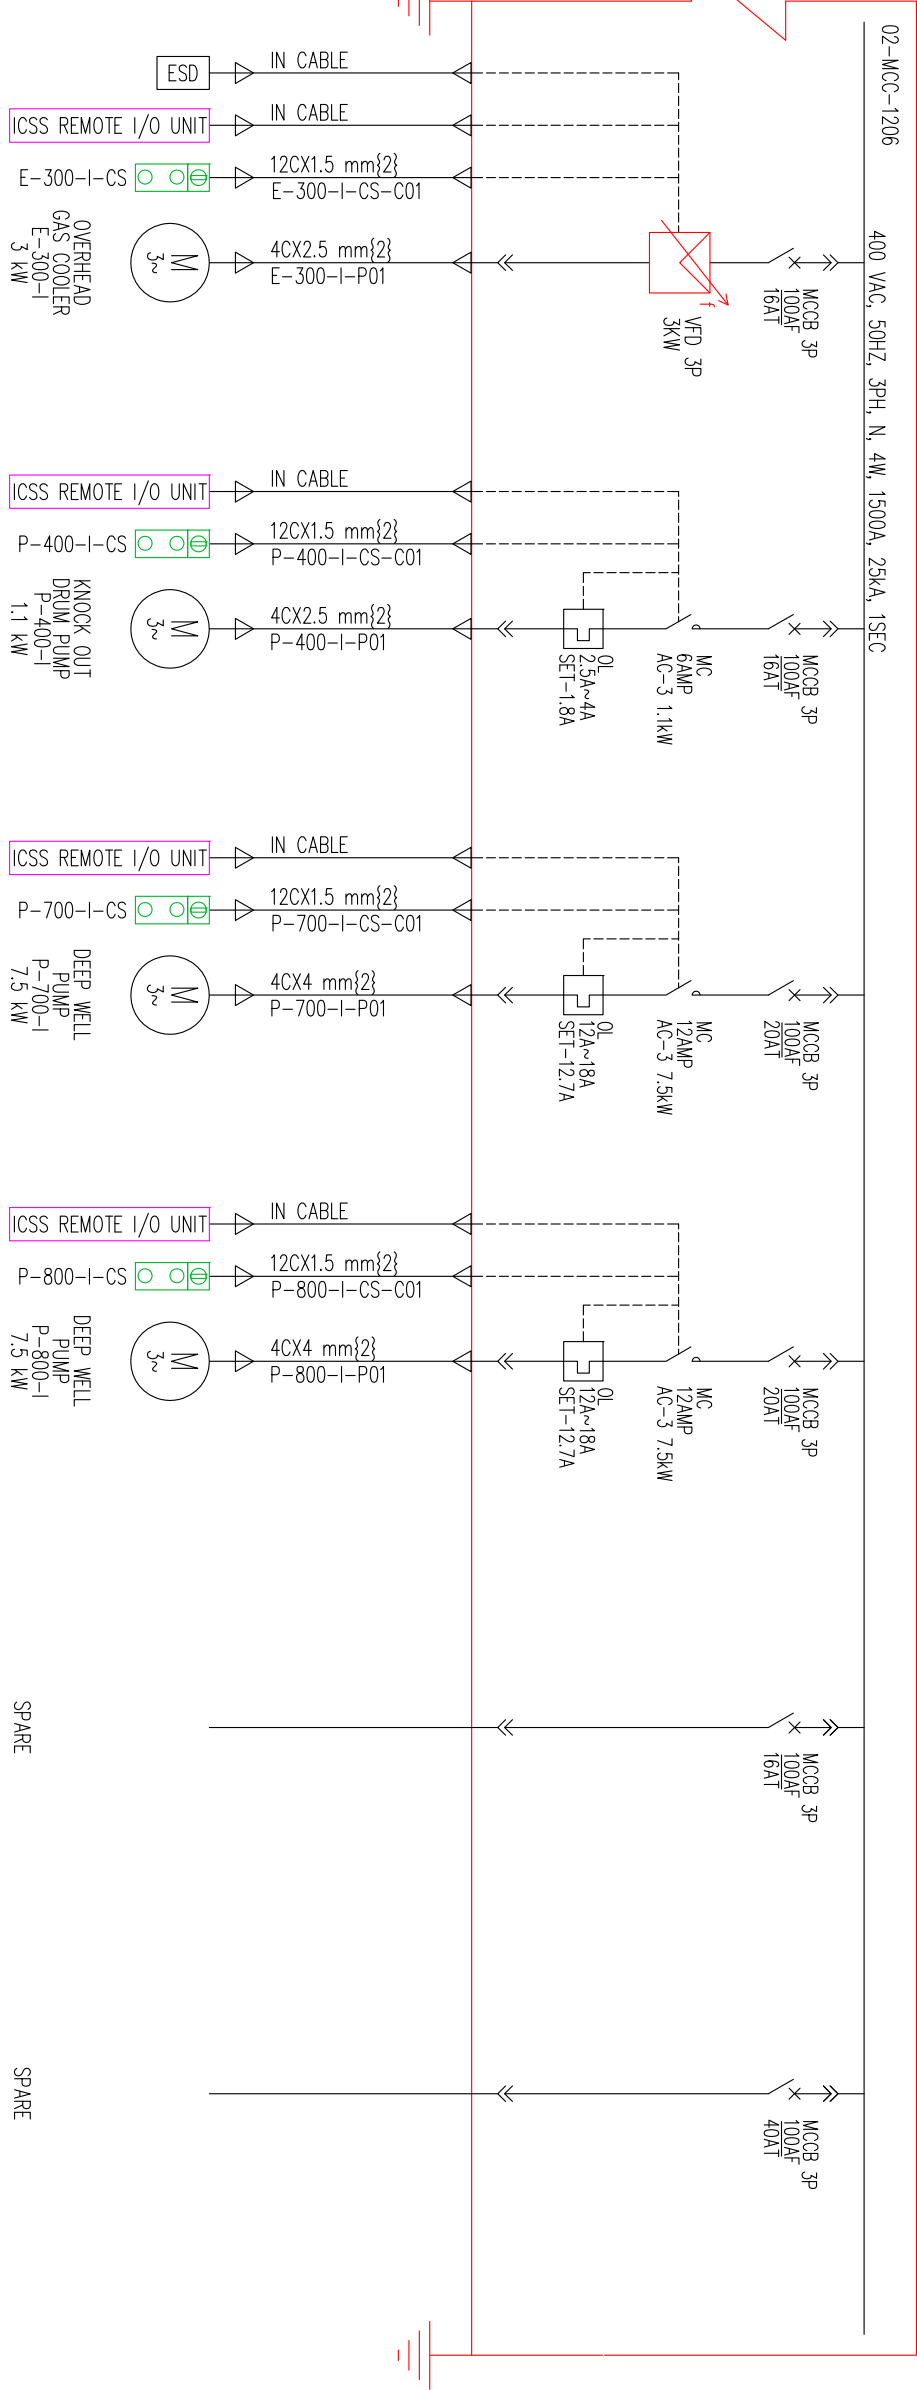 02-MCC-1206
400 VAC, 50HZ, 3PH, N, 4W, 1500A, 25kA, 1SEC
MCCB 3P
100AF
16AT
VFD 3P
3KW
f
IN CABLE
ESD
IN CABLE
ICSS REMOTE I/O UNIT
12CX1.5 mm{2}
E-300-I-CS-C01
E-300-I-CS
4CX2.5 mm{2}
E-300-I-P01
M
3~
OVERHEAD
GAS COOLER
E-300-I
3 kW
MCCB 3P
100AF
16AT
MC
6AMP
AC-3 1.1kW
OL
2.5A~4A
SET-1.8A
IN CABLE
ICSS REMOTE I/O UNIT
12CX1.5 mm{2}
P-400-I-CS-C01
P-400-I-CS
4CX2.5 mm{2}
P-400-I-P01
M
3~
KNOCK OUT
DRUM PUMP
P-400-I
1.1 kW
MCCB 3P
100AF
20AT
MC
12AMP
AC-3 7.5kW
OL
12A~18A
SET-12.7A
IN CABLE
ICSS REMOTE I/O UNIT
12CX1.5 mm{2}
P-700-I-CS-C01
P-700-I-CS
4CX4 mm{2}
P-700-I-P01
M
3~
DEEP WELL
PUMP
P-700-I
7.5 kW
MCCB 3P
100AF
20AT
MC
12AMP
AC-3 7.5kW
OL
12A~18A
SET-12.7A
IN CABLE
ICSS REMOTE I/O UNIT
12CX1.5 mm{2}
P-800-I-CS-C01
P-800-I-CS
4CX4 mm{2}
P-800-I-P01
M
3~
DEEP WELL
PUMP
P-800-I
7.5 kW
MCCB 3P
100AF
16AT
SPARE
MCCB 3P
100AF
40AT
SPARE